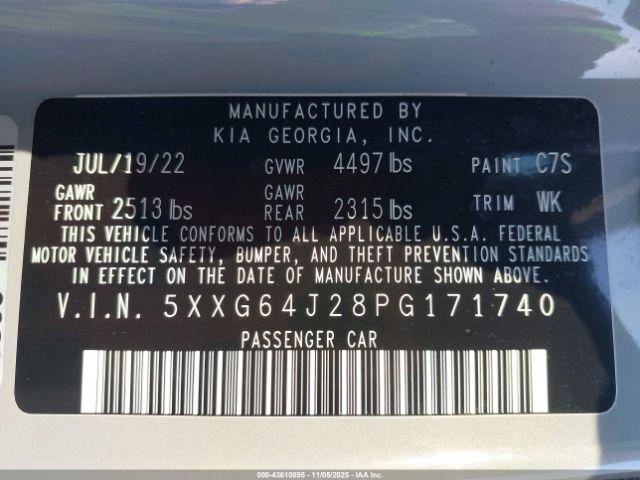 MANUFACTURED BY
KIA GEORGIA, INC.
JUL/19/22 GVWR 4497 lbs PAINT C7S
GAWR FRONT 2513 lbs GAWR REAR 2315 lbs TRIM WK
THIS VEHICLE CONFORMS TO ALL APPLICABLE U.S.A. FEDERAL
MOTOR VEHICLE SAFETY, BUMPER, AND THEFT PREVENTION STANDARDS
IN EFFECT ON THE DATE OF MANUFACTURE SHOWN ABOVE.
V.I.N. 5XXG64J28PG171740
PASSENGER CAR
000-43610895 - 11/05/2025 - IAA, Inc.